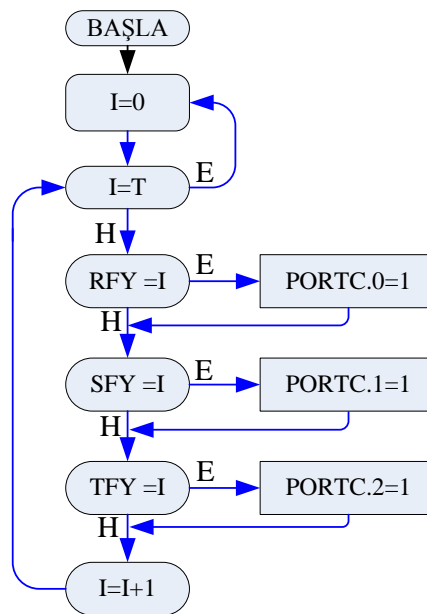 BAŞLA
I=0
I=T
E
H
RFY =I
E
PORTC.0=1
H
SFY =I
E
PORTC.1=1
H
TFY =I
E
PORTC.2=1
H
I=I+1